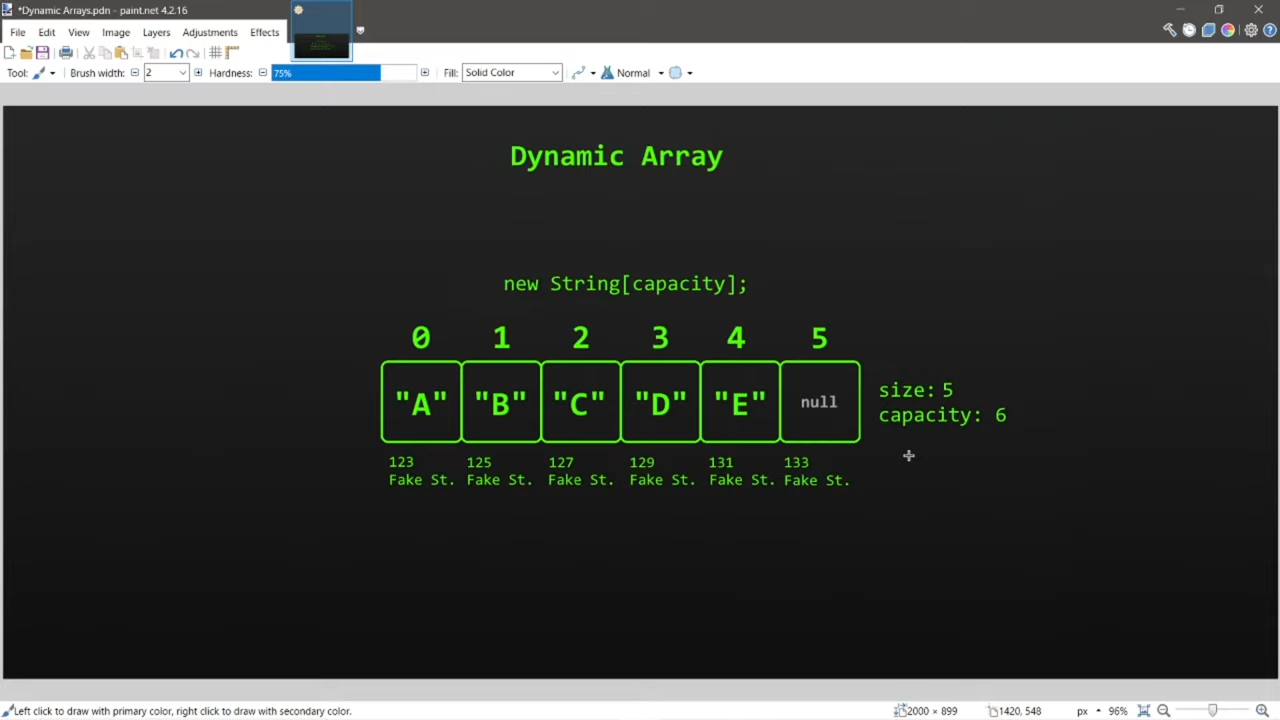 *Dynamic Arrays.pdn - paint.net 4.2.16
File Edit View Image Layers Adjustments Effects
Tool: Brush width: 2 Hardness: 75% Fill: Solid Color Normal
Dynamic Array
new String[capacity];
0 1 2 3 4 5
"A" "B" "C" "D" "E" null
size: 5
capacity: 6
123 125 127 129 131 133
Fake St. Fake St. Fake St. Fake St. Fake St. Fake St.
Left click to draw with primary color, right click to draw with secondary color. 2000 × 899 1420, 548 px 96%